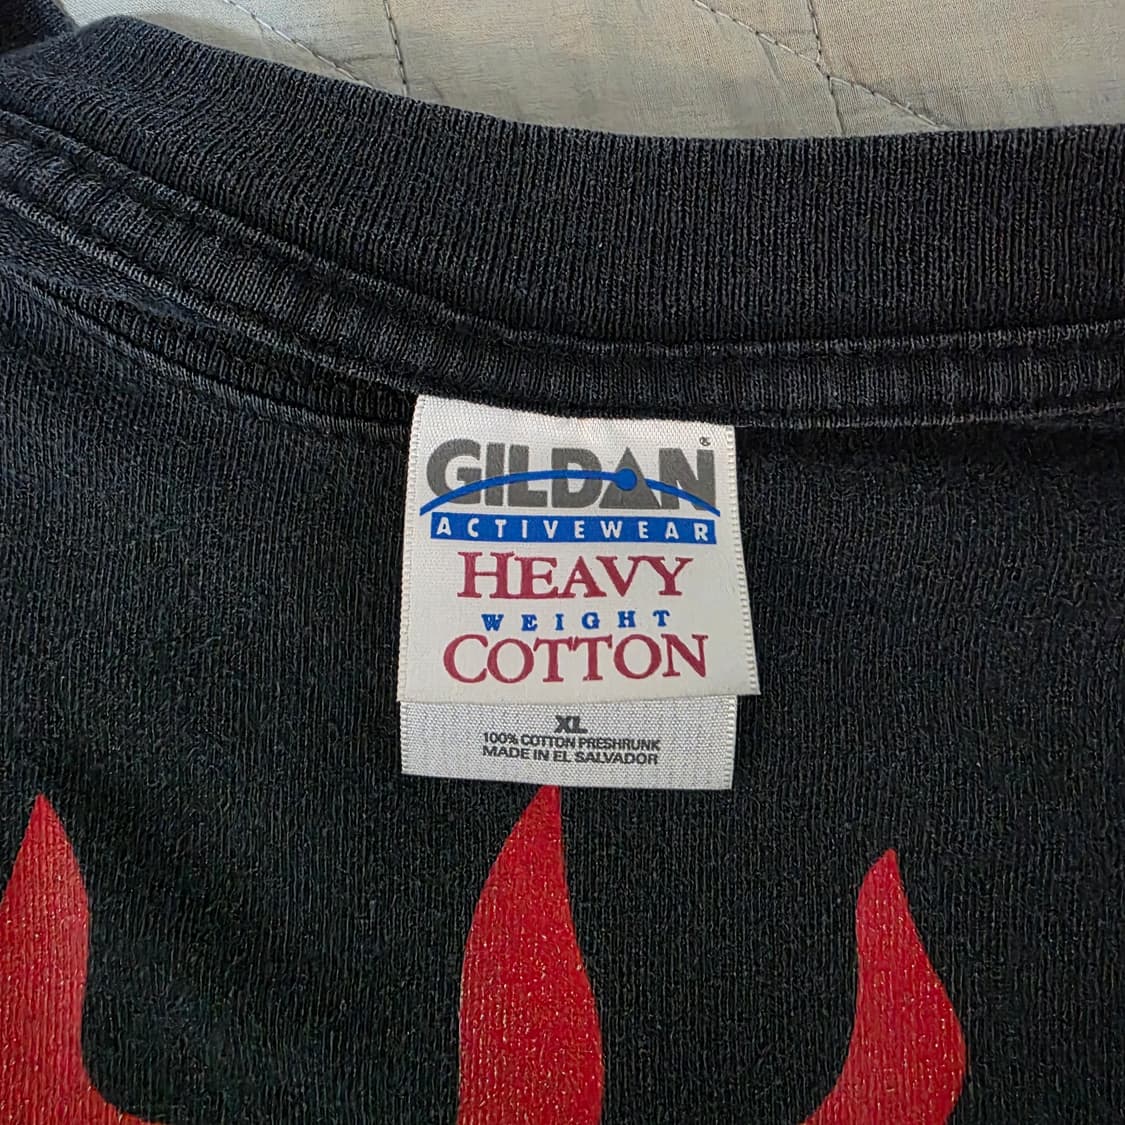 GILDAN®
ACTIVEWEAR
HEAVY
WEIGHT
COTTON
XL
100% COTTON PRESHRUNK
MADE IN EL SALVADOR